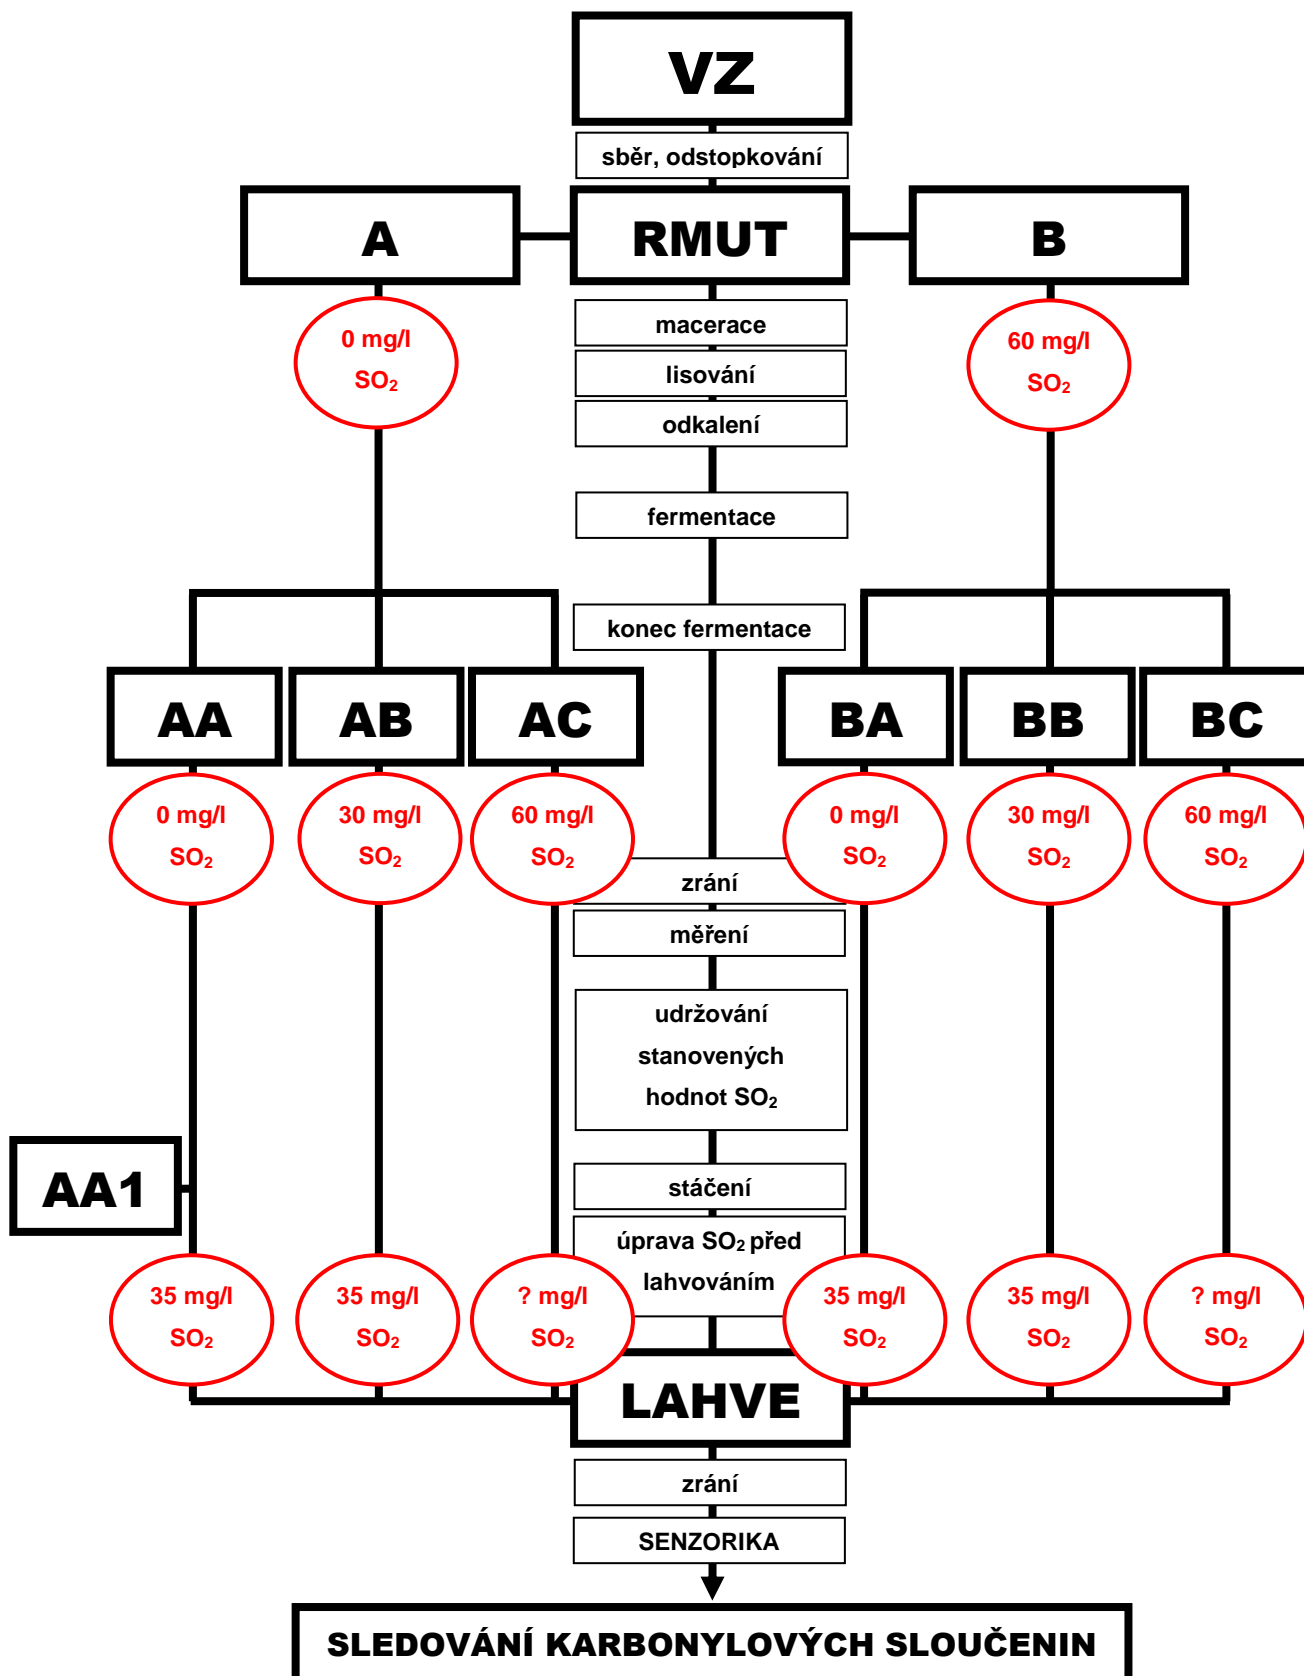 VZ
sběr, odstopkování
A
RMUT
B
0 mg/l
SO₂
macerace
60 mg/l
SO₂
lisování
odkalení
fermentace
konec fermentace
AA
AB
AC
BA
BB
BC
0 mg/l
SO₂
30 mg/l
SO₂
60 mg/l
SO₂
0 mg/l
SO₂
30 mg/l
SO₂
60 mg/l
SO₂
zrání
měření
udržování
stanovených
hodnot SO₂
AA1
stáčení
úprava SO₂ před
lahvováním
35 mg/l
SO₂
35 mg/l
SO₂
? mg/l
SO₂
35 mg/l
SO₂
35 mg/l
SO₂
? mg/l
SO₂
LAHVE
zrání
SENZORIKA
SLEDOVÁNÍ KARBONYLOVÝCH SLOUČENIN